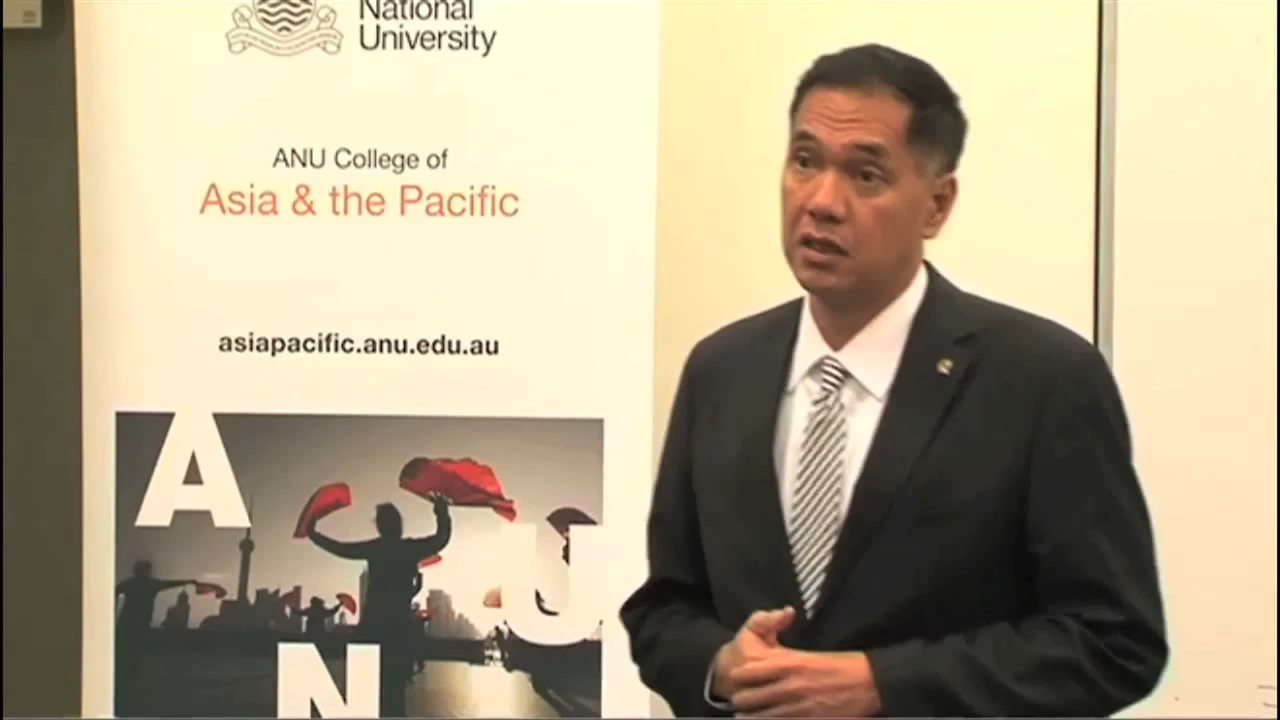 National
University
ANU College of
Asia & the Pacific
asiapacific.anu.edu.au
A
N
U